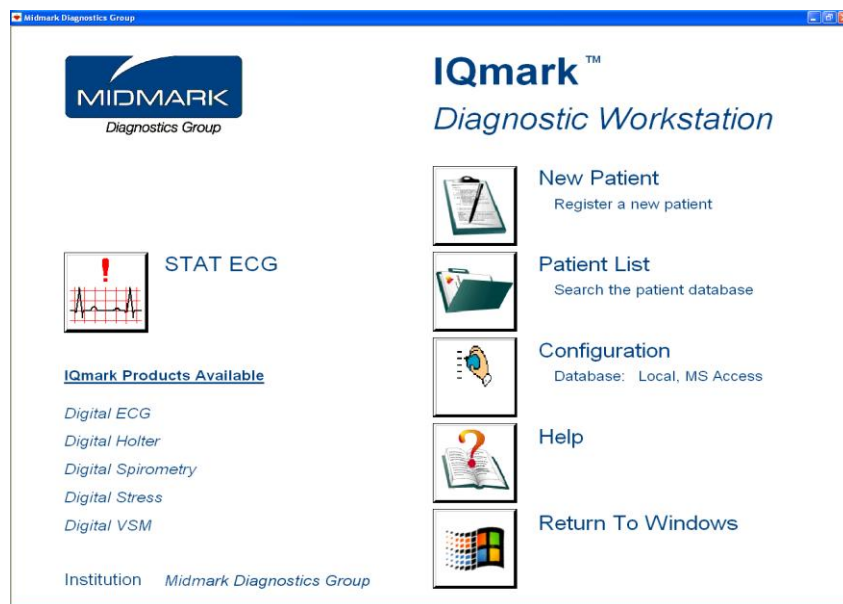 Midmark Diagnostics Group
MIDMARK
Diagnostics Group
IQmark™
Diagnostic Workstation
STAT ECG
IQmark Products Available
Digital ECG
Digital Holter
Digital Spirometry
Digital Stress
Digital VSM
Institution Midmark Diagnostics Group
New Patient
Register a new patient
Patient List
Search the patient database
Configuration
Database: Local, MS Access
Help
Return To Windows